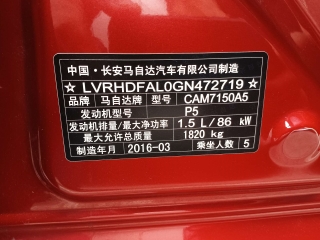 中国·长安马自达汽车有限公司制造
★LVRHDFAL0GN472719★
品牌 马自达牌 型号 CAM7150A5
发动机型号 P5
发动机排量/最大净功率 1.5 L/86 kW
最大允许总质量 1820 kg
制造年月 2016-03 乘坐人数 5